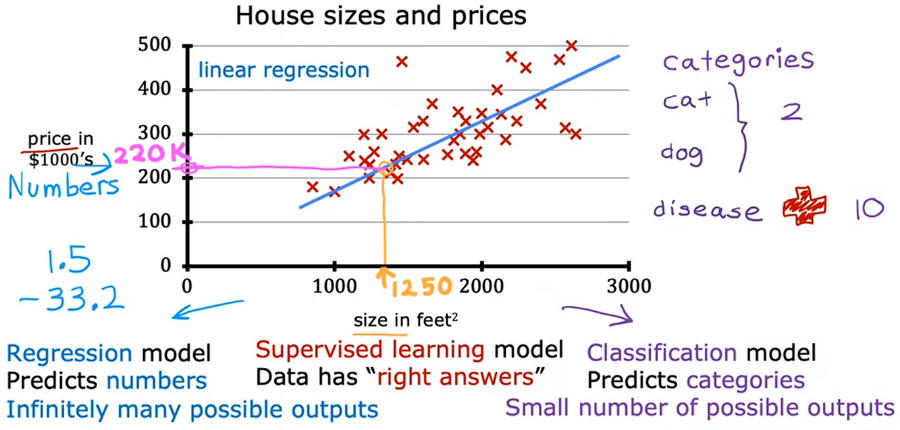 House sizes and prices
500
400
300
200
100
0
linear regression
price in
$1000's
220K
Numbers
1.5
-33.2
0
1000
2000
3000
1250
size in feet²
categories
cat
dog
2
disease
10
Regression model
Predicts numbers
Infinitely many possible outputs
Supervised learning model
Data has “right answers”
Classification model
Predicts categories
Small number of possible outputs